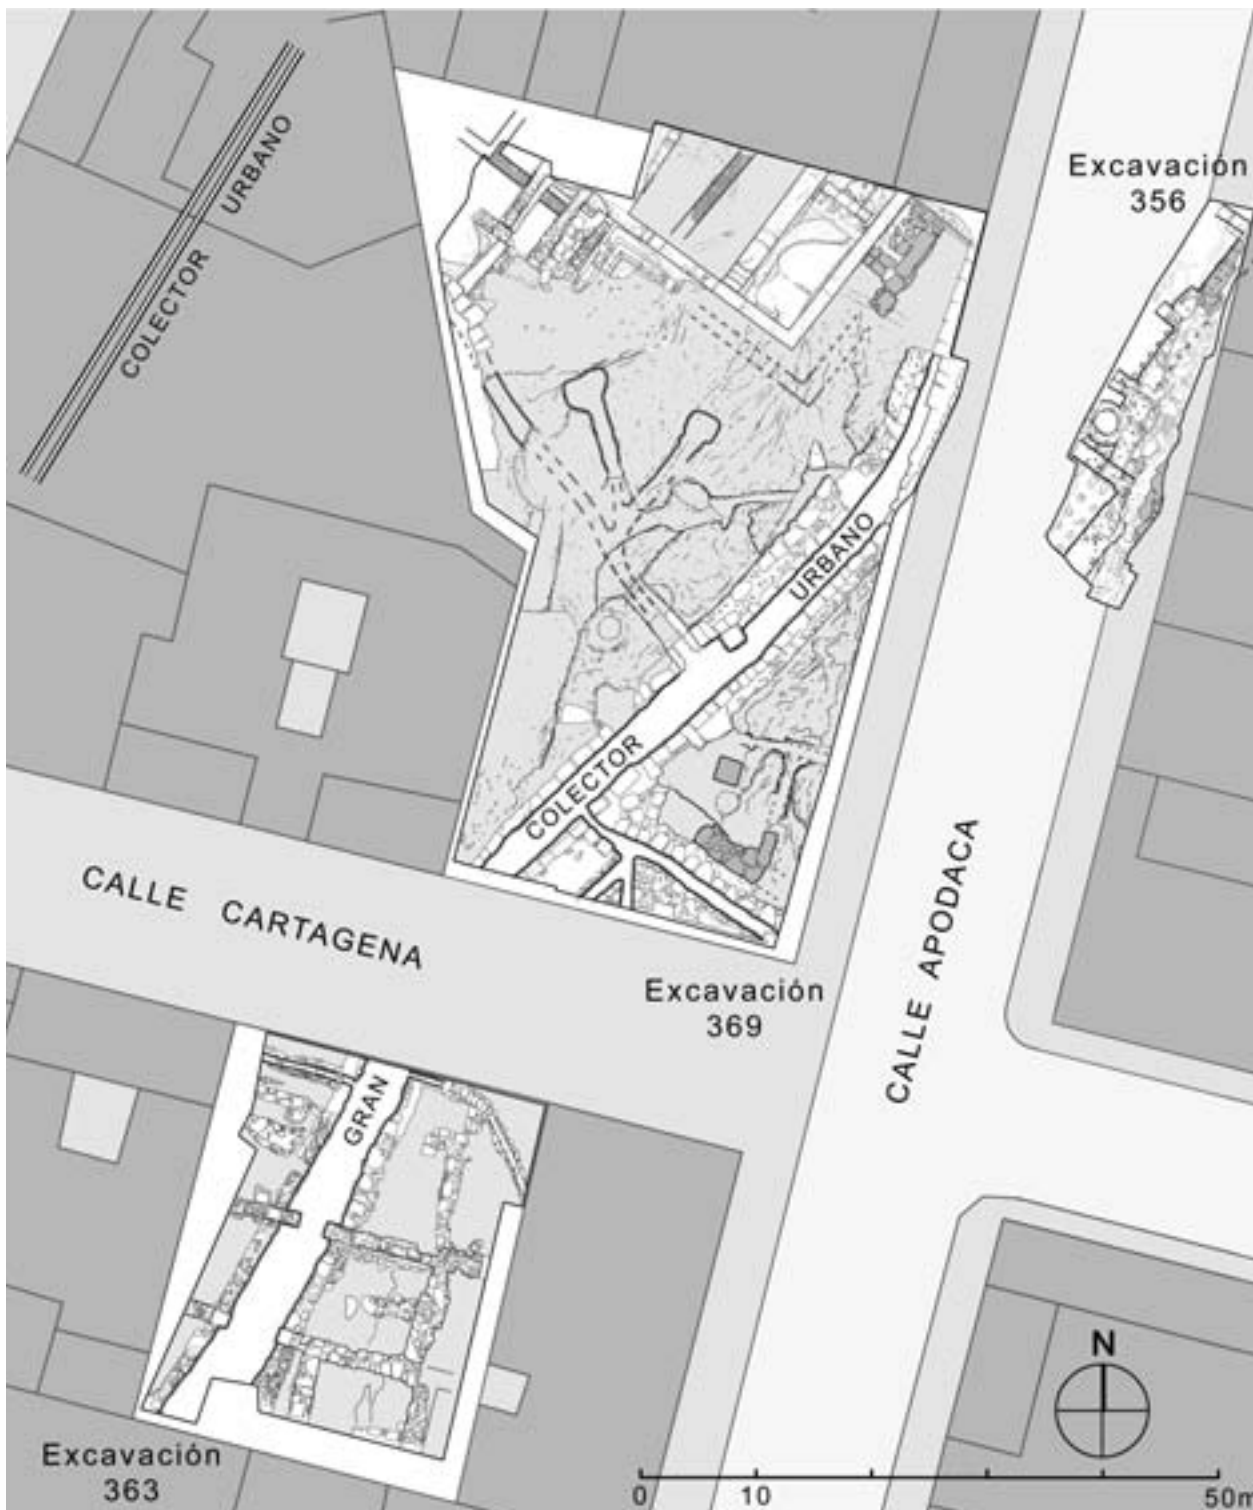 COLECTOR URBANO
Excavación
356
COLECTOR URBANO
CALLE CARTAGENA
Excavación
369
CALLE APODACA
GRAN
N
Excavación
363
0 10 50m